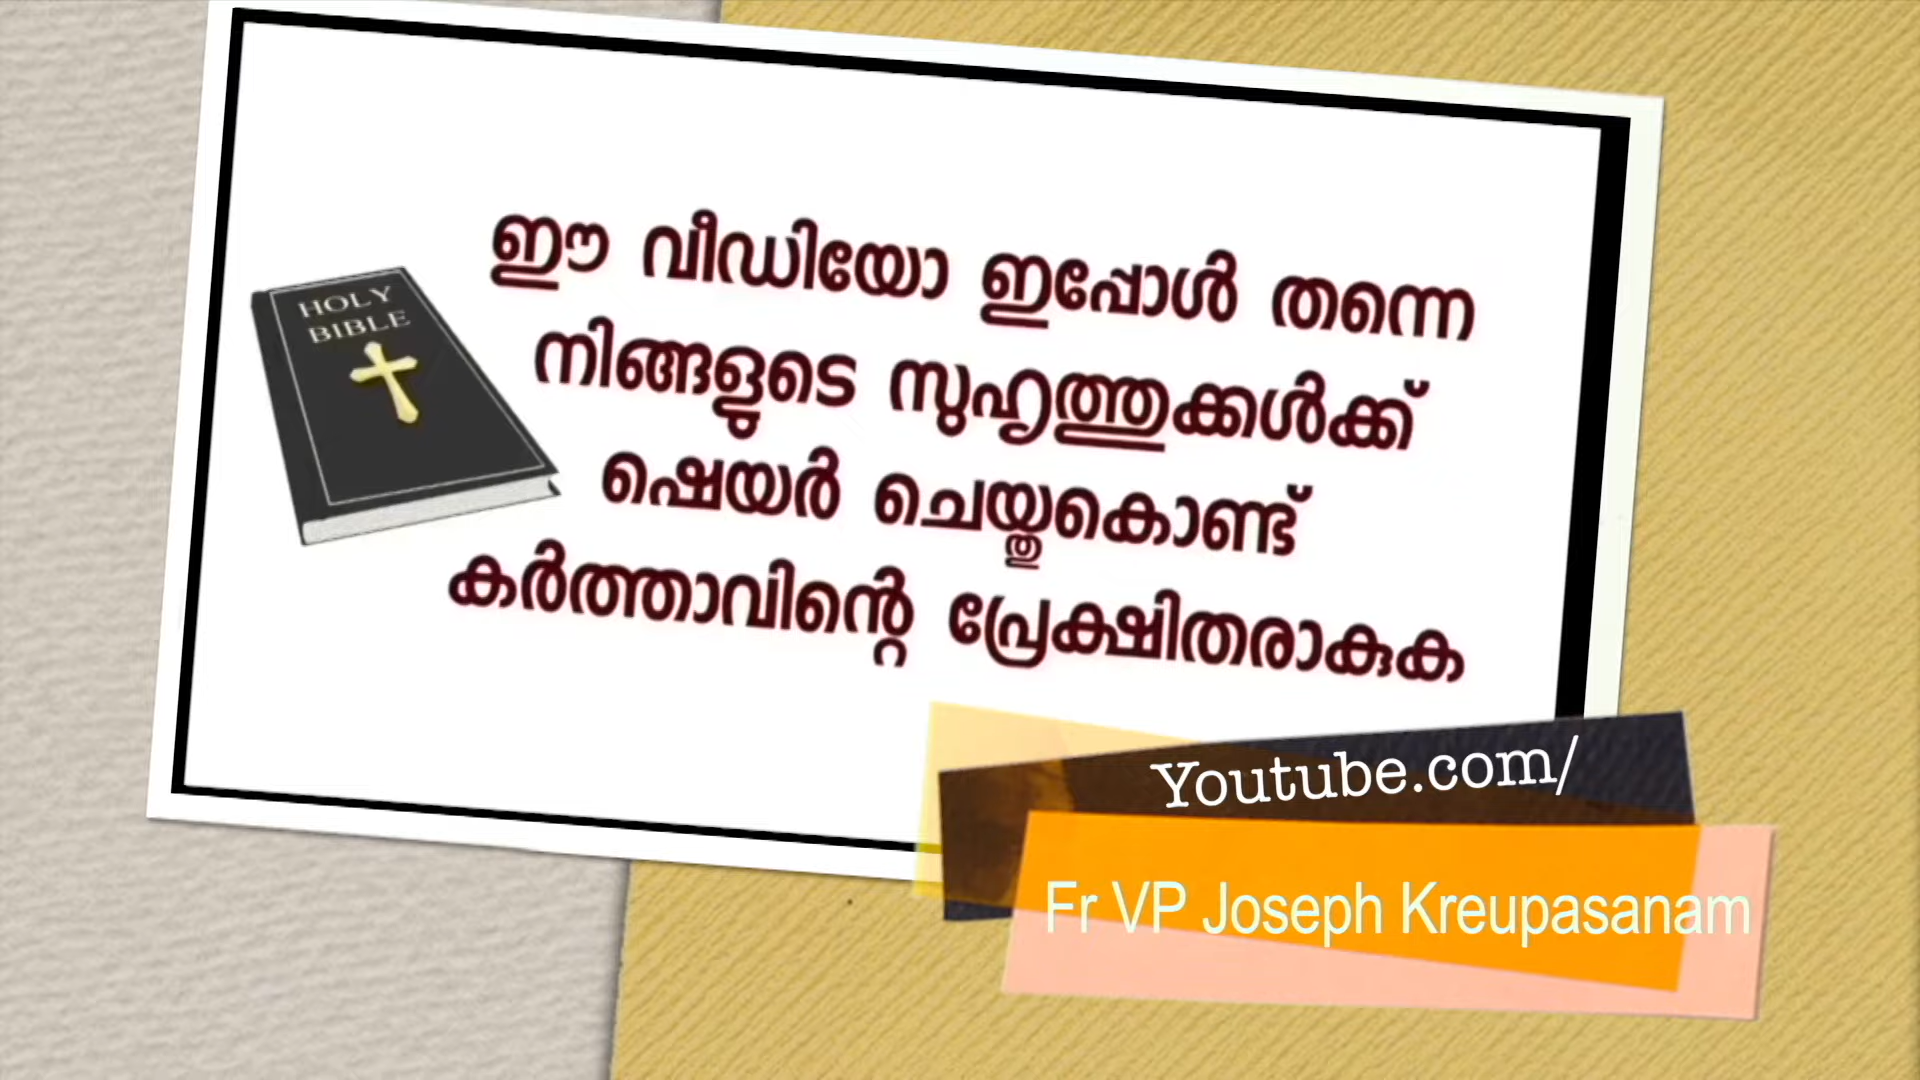 HOLY
BIBLE
ഈ വീഡിയോ ഇപ്പോൾ തന്നെ
നിങ്ങളുടെ സുഹൃത്തുക്കൾക്ക്
ഷെയർ ചെയ്തുകൊണ്ട്
കർത്താവിന്റെ പ്രേക്ഷിതരാകുക
Youtube.com/
Fr VP Joseph Kreupasanam